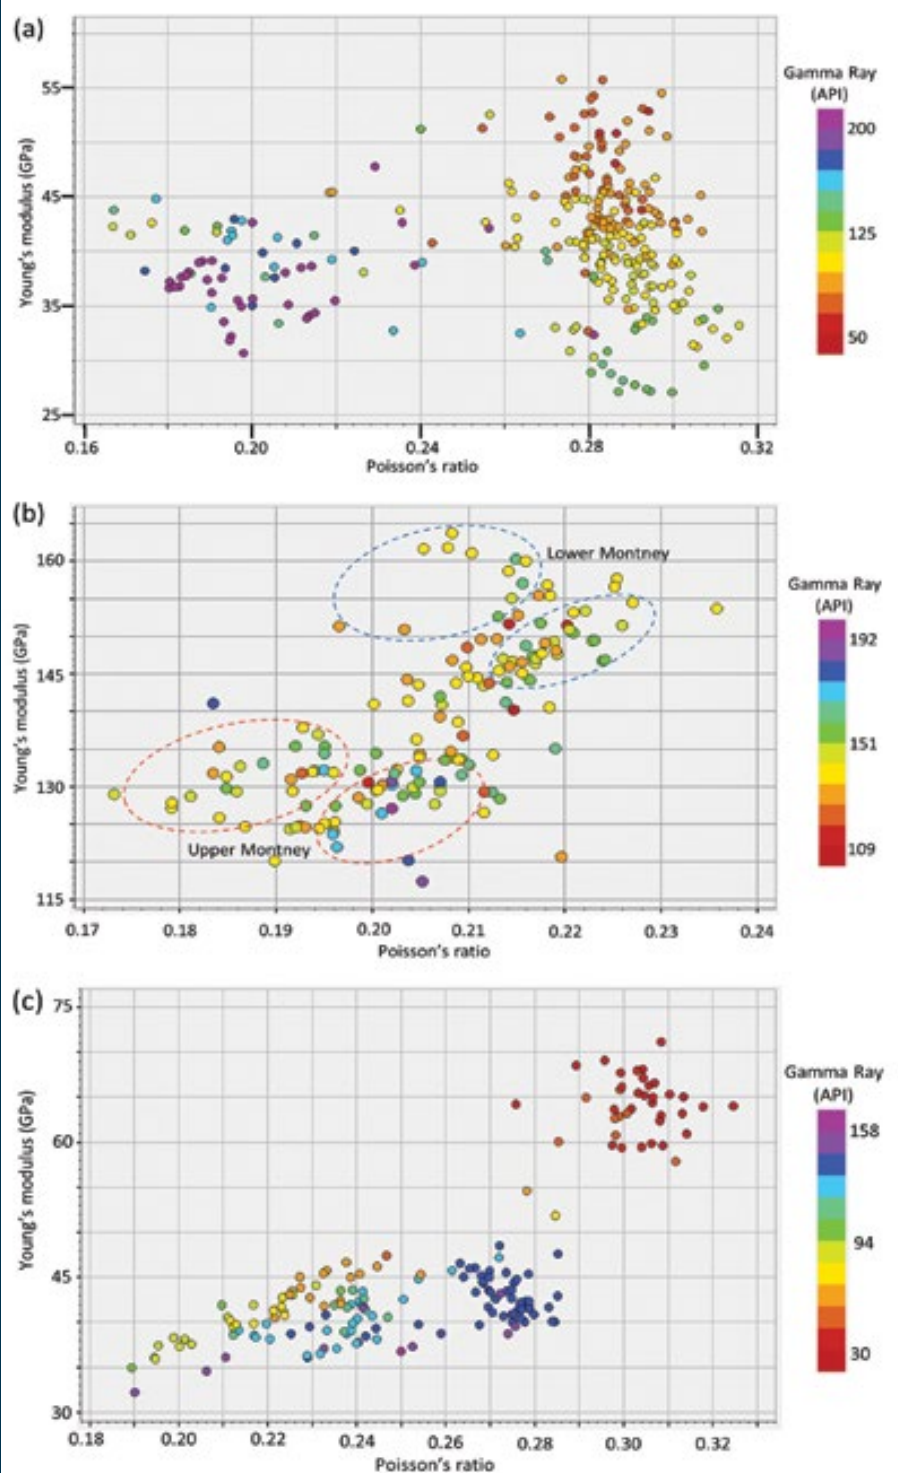 (a)
Young's modulus (GPa)
55
45
35
25
0.16 0.20 0.24 0.28 0.32
Poisson's ratio
Gamma Ray
(API)
200
125
50
(b)
Young's modulus (GPa)
160
145
130
115
Lower Montney
Upper Montney
0.17 0.18 0.19 0.20 0.21 0.22 0.23 0.24
Poisson's ratio
Gamma Ray
(API)
192
151
109
(c)
Young's modulus (GPa)
75
60
45
30
0.18 0.20 0.22 0.24 0.26 0.28 0.30 0.32
Poisson's ratio
Gamma Ray
(API)
158
94
30